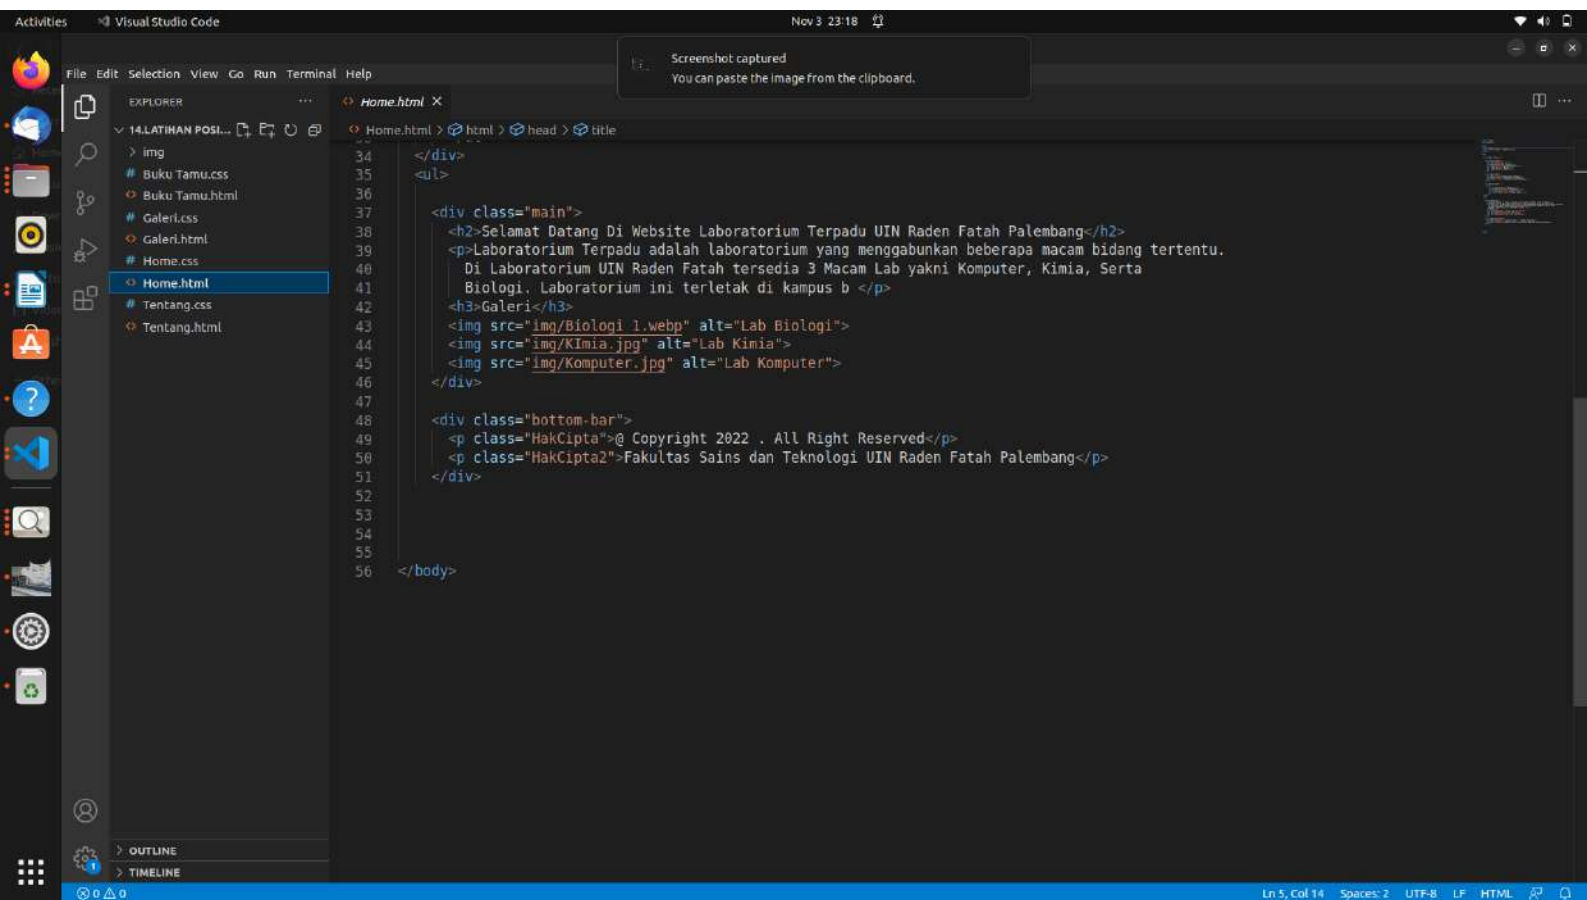 Activities Visual Studio Code Nov 3 23:18
Screenshot captured
You can paste the image from the clipboard.
File Edit Selection View Go Run Terminal Help
EXPLORER
Home.html
14.LATIHAN POSI...
Home.html > html > head > title
img
Buku Tamu.css
Buku Tamu.html
Galeri.css
Galeri.html
Home.css
Home.html
Tentang.css
Tentang.html
34 </div>
35 <ul>
36
37 <div class="main">
38 <h2>Selamat Datang Di Website Laboratorium Terpadu UIN Raden Fatah Palembang</h2>
39 <p>Laboratorium Terpadu adalah laboratorium yang menggabunkan beberapa macam bidang tertentu.
40 Di Laboratorium UIN Raden Fatah tersedia 3 Macam Lab yakni Komputer, Kimia, Serta
41 Biologi. Laboratorium ini terletak di kampus b </p>
42 <h3>Galeri</h3>
43 <img src="img/Biologi 1.webp" alt="Lab Biologi">
44 <img src="img/KImia.jpg" alt="Lab Kimia">
45 <img src="img/Komputer.jpg" alt="Lab Komputer">
46 </div>
47
48 <div class="bottom-bar">
49 <p class="HakCipta">@ Copyright 2022 . All Right Reserved</p>
50 <p class="HakCipta2">Fakultas Sains dan Teknologi UIN Raden Fatah Palembang</p>
51 </div>
52
53
54
55
56 </body>
OUTLINE
TIMELINE
1
0 0
Ln 5, Col 14 Spaces: 2 UTF-8 LF HTML